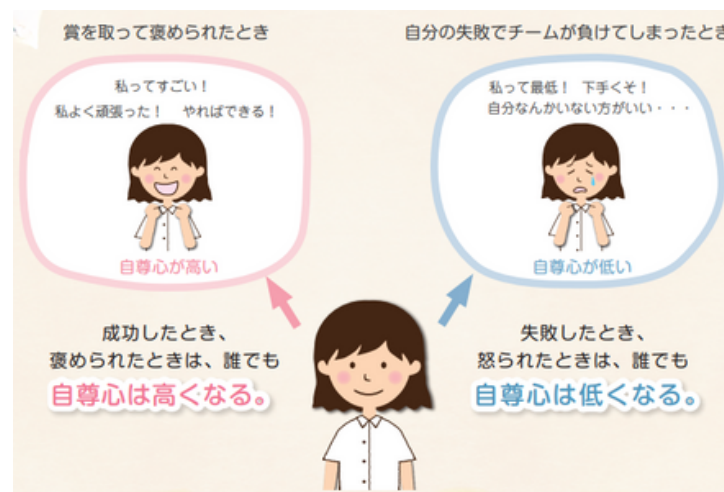 賞を取って褒められたとき
私ってすごい!
私よく頑張った! やればできる!
自尊心が高い
成功したとき、
褒められたときは、誰でも
自尊心は高くなる。
自分の失敗でチームが負けてしまったとき
私って最低! 下手くそ!
自分なんかいない方がいい・・・
自尊心が低い
失敗したとき、
怒られたときは、誰でも
自尊心は低くなる。